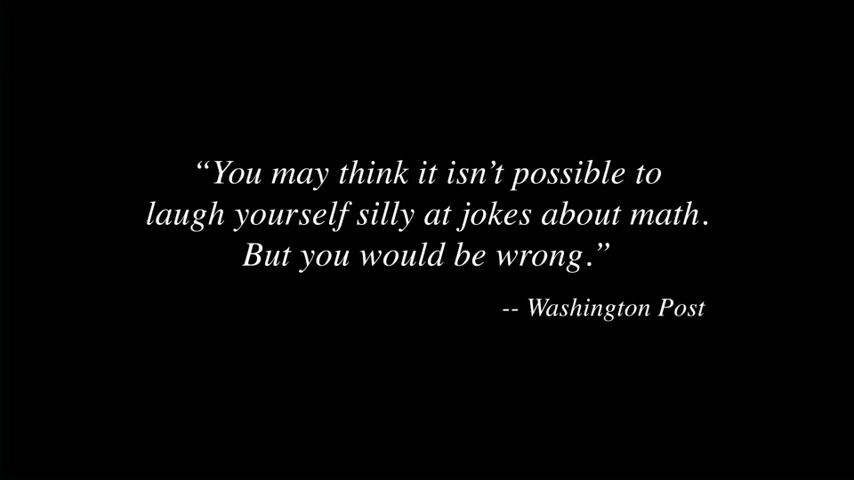 “You may think it isn’t possible to
laugh yourself silly at jokes about math.
But you would be wrong.”
-- Washington Post